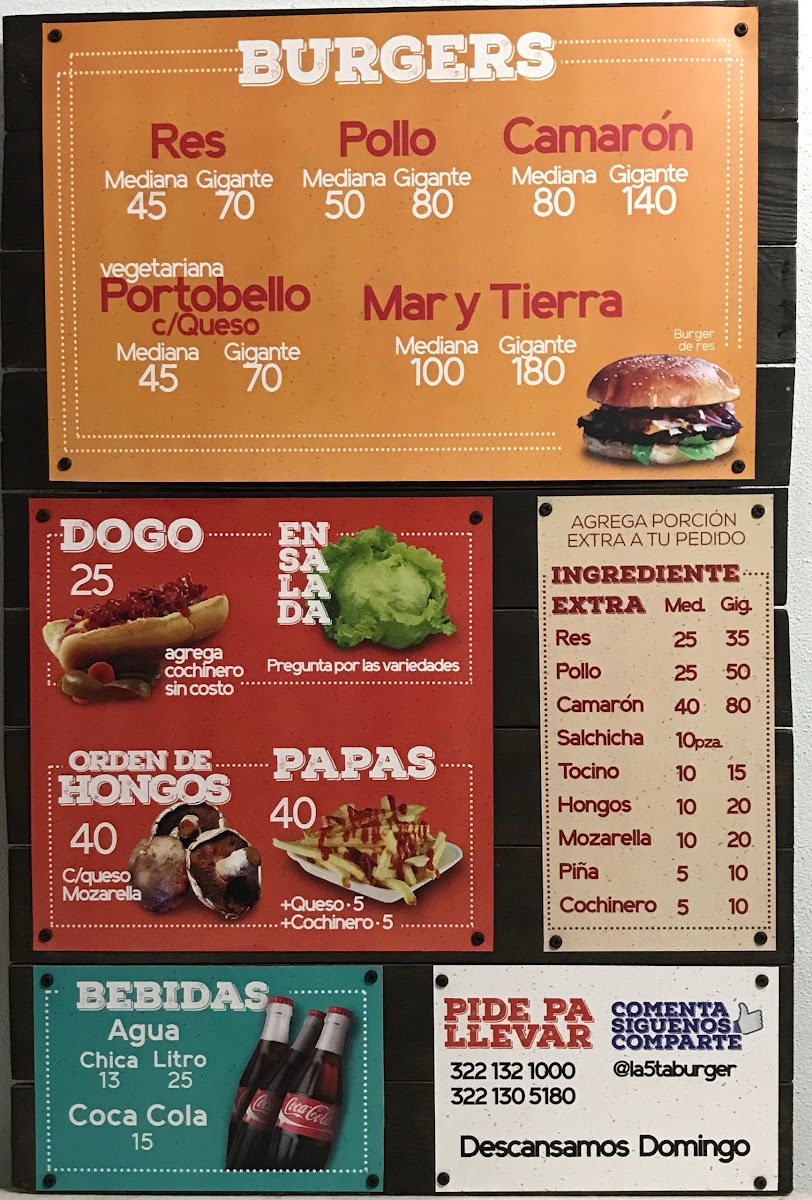 BURGERS
Res
Mediana Gigante
45 70
Pollo
Mediana Gigante
50 80
Camarón
Mediana Gigante
80 140
vegetariana
Portobello
c/Queso
Mediana Gigante
45 70
Mar y Tierra
Mediana Gigante
100 180
Burger
de res
DOGO
25
agrega
cochinero
sin costo
EN
SA
LA
DA
Pregunta por las variedades
ORDEN DE
HONGOS
40
C/queso
Mozarella
PAPAS
40
+Queso · 5
+Cochinero · 5
AGREGA PORCIÓN
EXTRA A TU PEDIDO
INGREDIENTE
EXTRA Med. Gig.
Res 25 35
Pollo 25 50
Camarón 40 80
Salchicha 10pza.
Tocino 10 15
Hongos 10 20
Mozarella 10 20
Piña 5 10
Cochinero 5 10
BEBIDAS
Agua
Chica Litro
13 25
Coca Cola
15
Coca-Cola
PIDE PA
LLEVAR
322 132 1000
322 130 5180
COMENTA
SIGUENOS
COMPARTE
@la5taburger
Descansamos Domingo